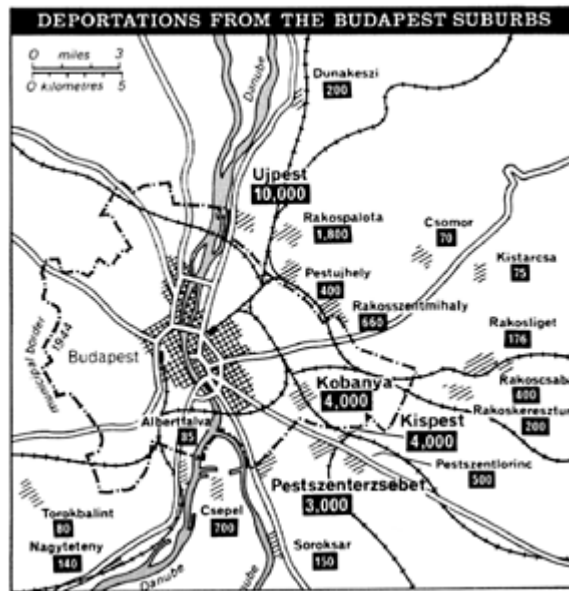 DEPORTATIONS FROM THE BUDAPEST SUBURBS
0 miles 3
0 kilometres 5
Danube
Danube
Dunakeszi
200
Ujpest
10,000
Rakospalota
1,800
Csomor
70
Kistarcsa
75
Pestujhely
400
Rakosszentmihaly
660
Rakosliget
176
municipal border
1944
Budapest
Rakoscsaba
800
Kobanya
4,000
Rakoskeresztur
200
Kispest
4,000
Albertfalva
85
Pestszentlorinc
500
Pestszenterzsebet
3,000
Torokbalint
80
Csepel
700
Nagyteteny
140
Soroksar
150
Danube
Danube